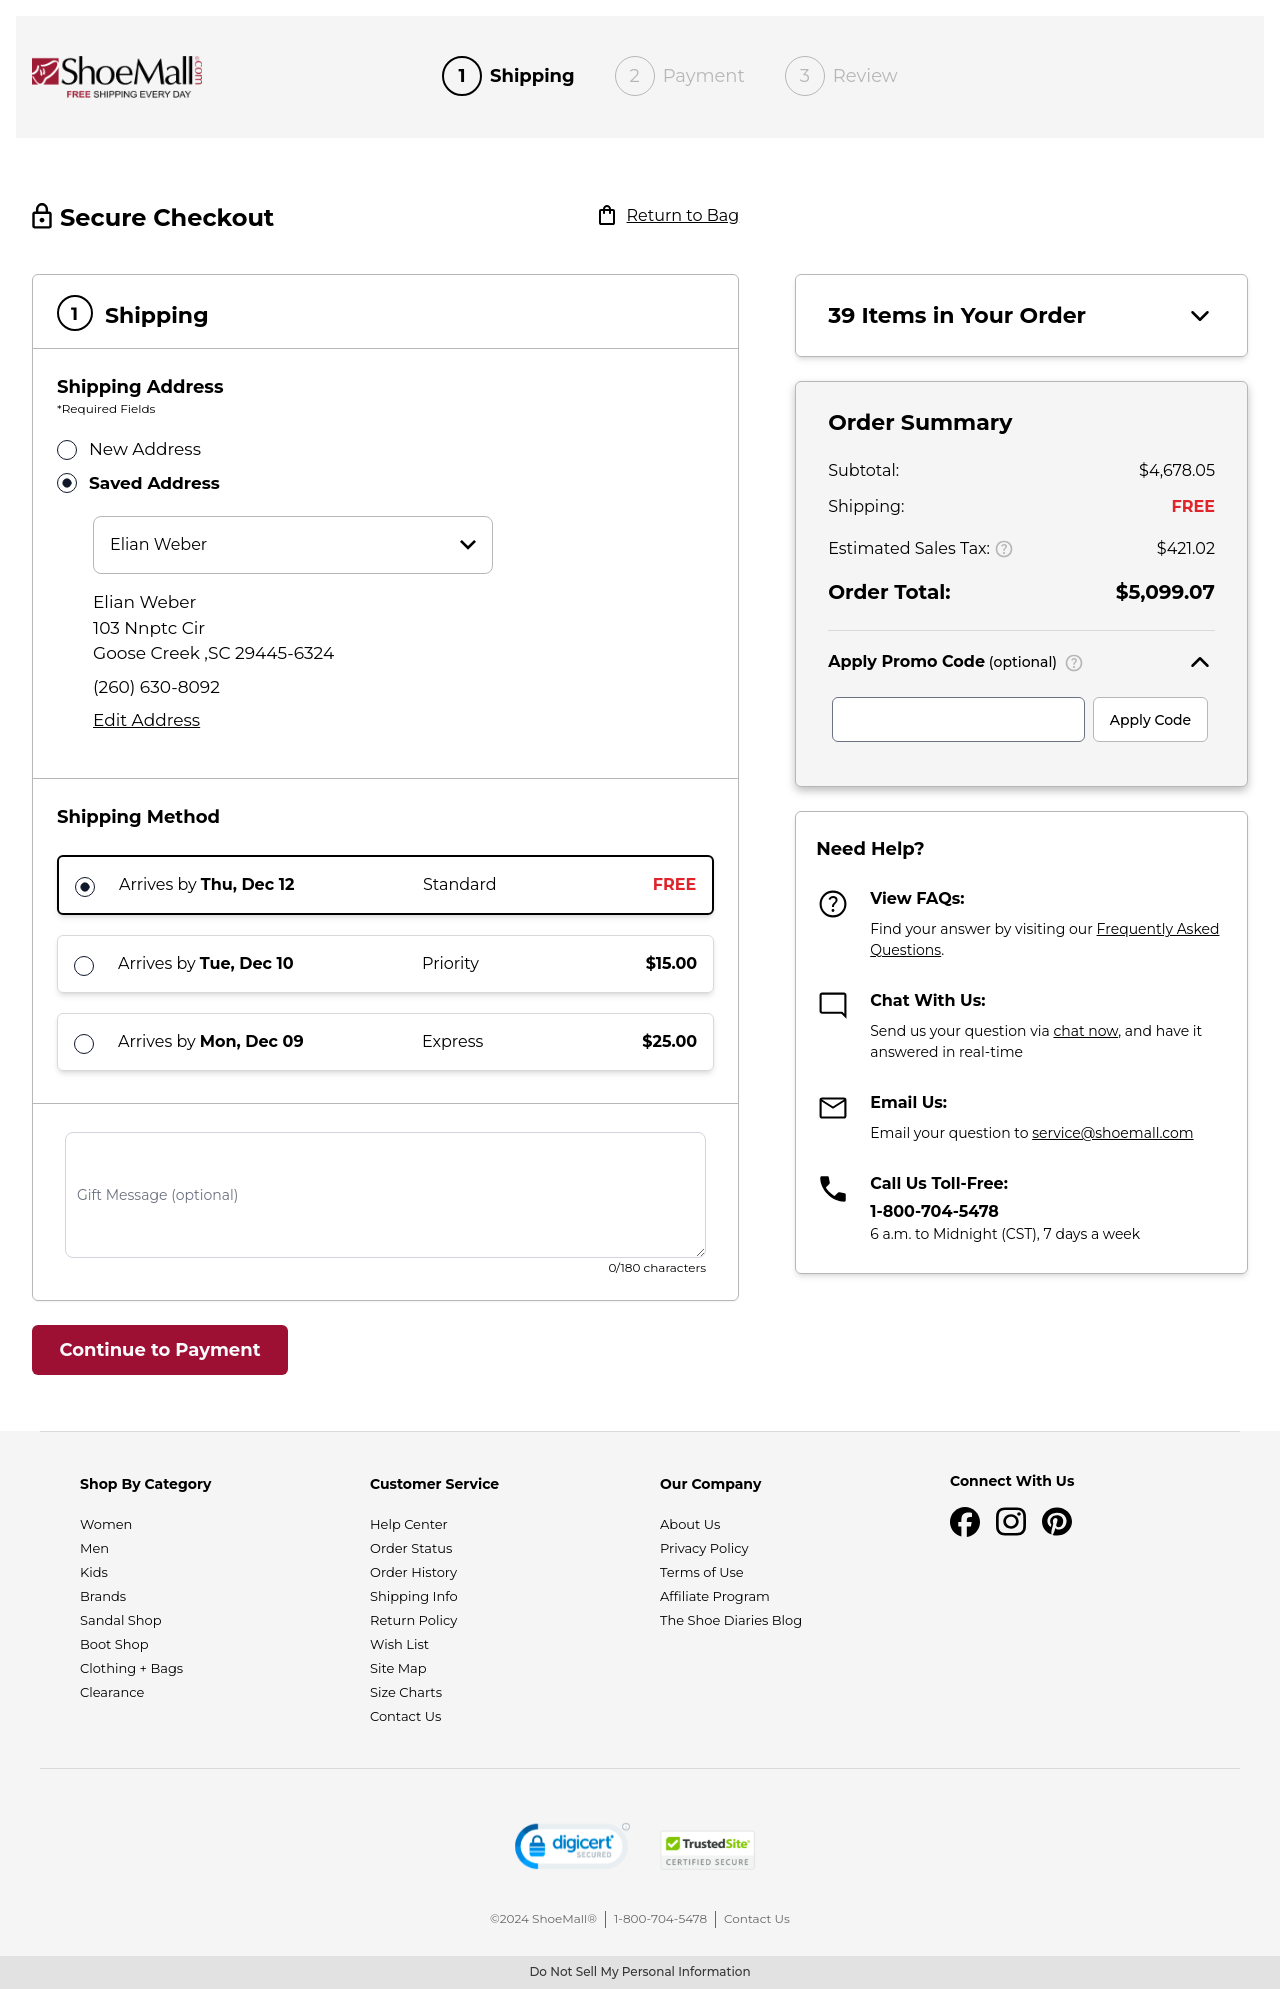 ShoeMall.com
FREE SHIPPING EVERY DAY
1 Shipping
2 Payment
3 Review
Secure Checkout
Return to Bag
1 Shipping
Shipping Address
*Required Fields
New Address
Saved Address
Elian Weber
Elian Weber
103 Nnptc Cir
Goose Creek ,SC 29445-6324
(260) 630-8092
Edit Address
Shipping Method
Arrives by Thu, Dec 12 Standard FREE
Arrives by Tue, Dec 10 Priority $15.00
Arrives by Mon, Dec 09 Express $25.00
Gift Message (optional)
0/180 characters
Continue to Payment
39 Items in Your Order
Order Summary
Subtotal: $4,678.05
Shipping: FREE
Estimated Sales Tax: ? $421.02
Order Total: $5,099.07
Apply Promo Code (optional) ?
Apply Code
Need Help?
View FAQs:
Find your answer by visiting our Frequently Asked
Questions.
Chat With Us:
Send us your question via chat now, and have it
answered in real-time
Email Us:
Email your question to service@shoemall.com
Call Us Toll-Free:
1-800-704-5478
6 a.m. to Midnight (CST), 7 days a week
Shop By Category
Women
Men
Kids
Brands
Sandal Shop
Boot Shop
Clothing + Bags
Clearance
Customer Service
Help Center
Order Status
Order History
Shipping Info
Return Policy
Wish List
Site Map
Size Charts
Contact Us
Our Company
About Us
Privacy Policy
Terms of Use
Affiliate Program
The Shoe Diaries Blog
Connect With Us
digicert
SECURED
TrustedSite
CERTIFIED SECURE
©2024 ShoeMall® | 1-800-704-5478 | Contact Us
Do Not Sell My Personal Information